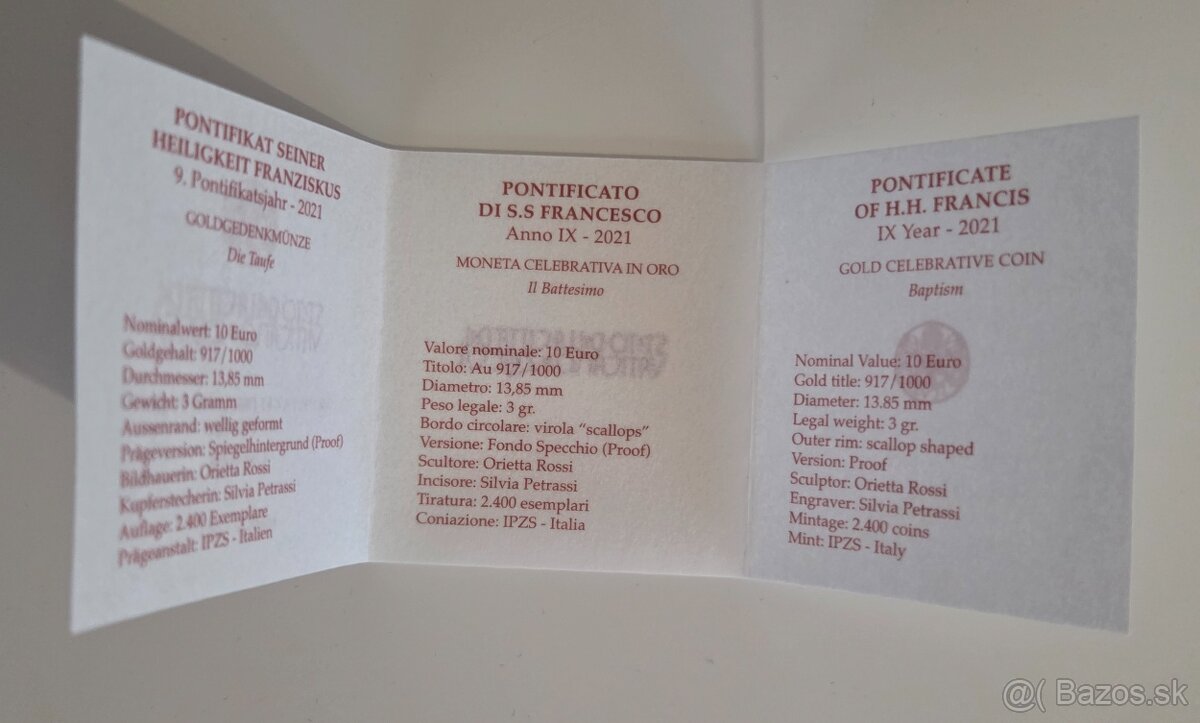 PONTIFIKAT SEINER
HEILIGKEIT FRANZISKUS
9. Pontifikatsjahr - 2021
GOLDGEDENKMÜNZE
Die Taufe
Nominalwert: 10 Euro
Goldgehalt: 917/1000
Durchmesser: 13,85 mm
Gewicht: 3 Gramm
Aussenrand: wellig geformt
Prägeversion: Spiegelhintergrund (Proof)
Bildhauerin: Orietta Rossi
Kupferstecherin: Silvia Petrassi
Auflage: 2.400 Exemplare
Prägeanstalt: IPZS - Italien
PONTIFICATO
DI S.S FRANCESCO
Anno IX - 2021
MONETA CELEBRATIVA IN ORO
Il Battesimo
Valore nominale: 10 Euro
Titolo: Au 917/1000
Diametro: 13,85 mm
Peso legale: 3 gr.
Bordo circolare: virola “scallops”
Versione: Fondo Specchio (Proof)
Scultore: Orietta Rossi
Incisore: Silvia Petrassi
Tiratura: 2.400 esemplari
Coniazione: IPZS - Italia
PONTIFICATE
OF H.H. FRANCIS
IX Year - 2021
GOLD CELEBRATIVE COIN
Baptism
Nominal Value: 10 Euro
Gold title: 917/1000
Diameter: 13.85 mm
Legal weight: 3 gr.
Outer rim: scallop shaped
Version: Proof
Sculptor: Orietta Rossi
Engraver: Silvia Petrassi
Mintage: 2.400 coins
Mint: IPZS - Italy
@( Bazos.sk